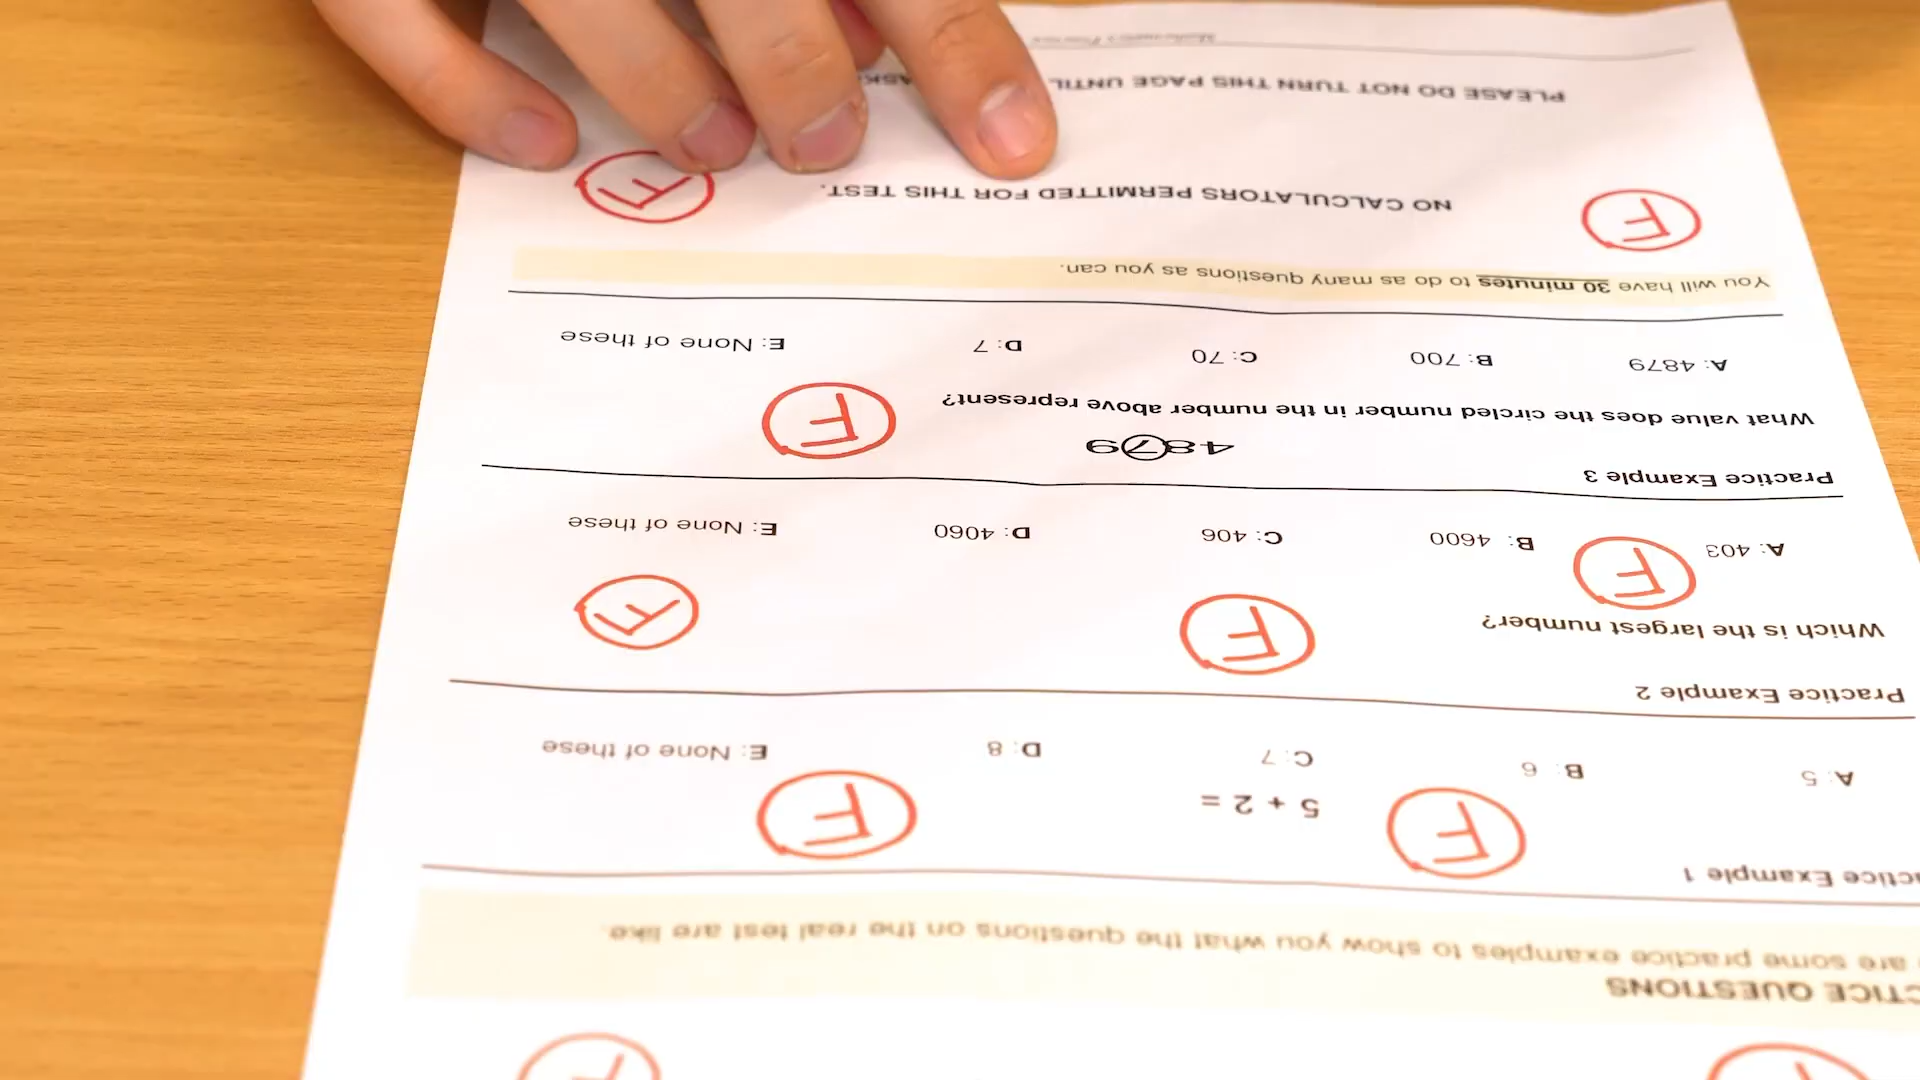 F F
TICE QUESTIONS
are some practice examples to show you what the questions on the real test are like.
ctice Example 1
F F
5 + 2 =
A: 5 B: 6 C: 7 D: 8 E: None of these
Practice Example 2
Which is the largest number?
F F F
A: 403 B: 4600 C: 406 D: 4060 E: None of these
Practice Example 3
4879
What value does the circled number in the number above represent?
F
A: 4879 B: 700 C: 70 D: 7 E: None of these
You will have 30 minutes to do as many questions as you can.
F F
NO CALCULATORS PERMITTED FOR THIS TEST.
PLEASE DO NOT TURN THIS PAGE UNTIL ASK